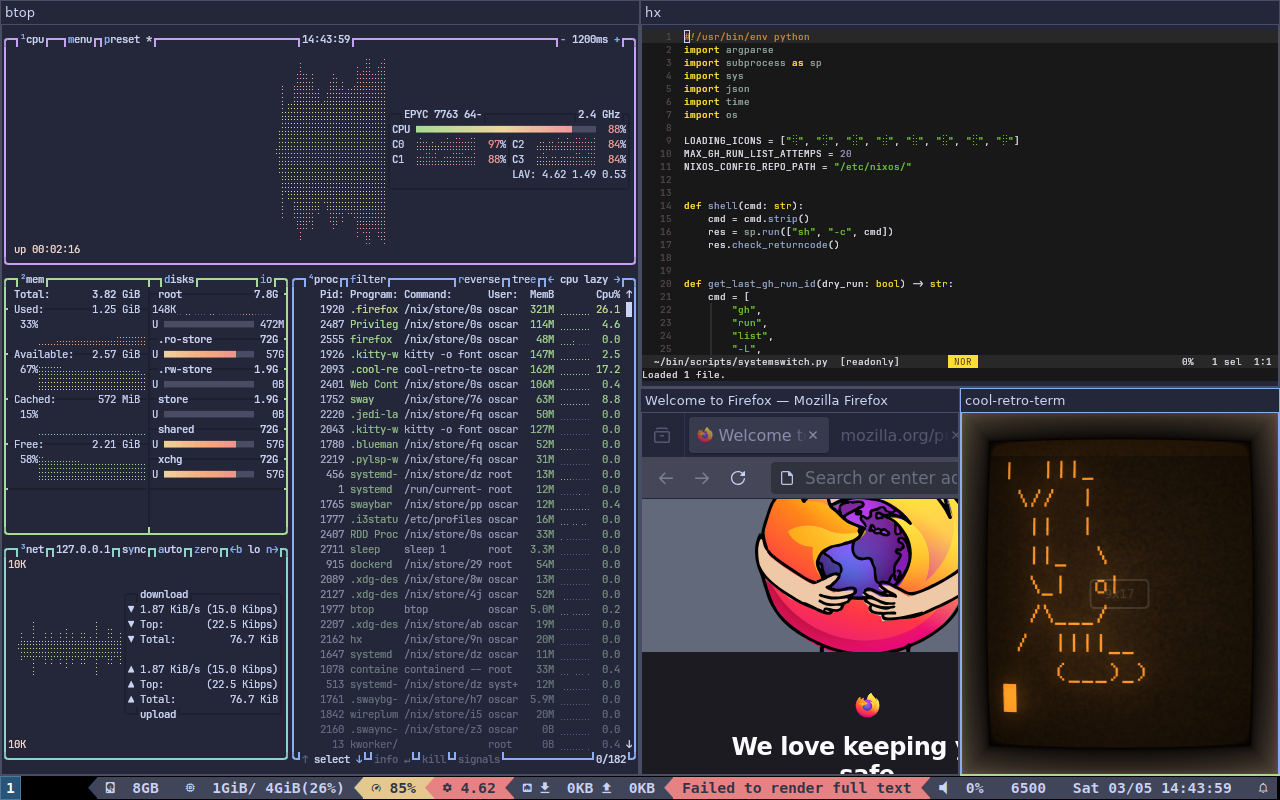 btop
¹cpu menu preset * 14:43:59 - 1200ms +
EPYC 7763 64- 2.4 GHz
CPU 88%
C0 97% C2 84%
C1 88% C3 84%
LAV: 4.62 1.49 0.53
up 00:02:16
²mem disks io
Total: 3.82 GiB
Used: 1.25 GiB
33%
Available: 2.57 GiB
67%
Cached: 572 MiB
15%
Free: 2.21 GiB
58%
root 7.8G
148K
U 472M
.ro-store 72G
U 57G
.rw-store 1.9G
U 0B
store 1.9G
U 0B
shared 72G
U 57G
xchg 72G
U 57G
³net 127.0.0.1 sync auto zero <b lo n>
10K
download
▼ 1.87 KiB/s (15.0 Kibps)
▼ Top: (22.5 Kibps)
▼ Total: 76.7 KiB
▲ 1.87 KiB/s (15.0 Kibps)
▲ Top: (22.5 Kibps)
▲ Total: 76.7 KiB
upload
10K
⁴proc filter reverse tree ← cpu lazy →
Pid: Program: Command: User: MemB Cpu% ↑
1920 .firefox /nix/store/0s oscar 321M 26.1
2487 Privileg /nix/store/0s oscar 114M 4.6
2555 firefox /nix/store/0s oscar 48M 0.0
1926 .kitty-w kitty -o font oscar 147M 2.5
2093 .cool-re cool-retro-te oscar 162M 17.2
2401 Web Cont /nix/store/0s oscar 106M 0.4
1752 sway /nix/store/76 oscar 63M 8.8
2220 .jedi-la /nix/store/fq oscar 50M 0.0
2043 .kitty-w kitty -o font oscar 127M 0.0
1780 .blueman /nix/store/fq oscar 52M 0.0
2219 .pylsp-w /nix/store/fq oscar 31M 0.0
456 systemd- /nix/store/dz root 13M 0.0
1 systemd /run/current- root 12M 0.0
1765 swaybar /nix/store/pp oscar 12M 0.4
1777 .i3statu /etc/profiles oscar 16M 0.0
2407 RDD Proc /nix/store/0s oscar 33M 0.0
2711 sleep sleep 1 root 3.3M 0.0
915 dockerd /nix/store/29 root 54M 0.0
2089 .xdg-des /nix/store/8w oscar 13M 0.0
2127 .xdg-des /nix/store/4j oscar 52M 0.0
1977 btop btop oscar 5.0M 0.2
2207 .xdg-des /nix/store/ab oscar 19M 0.0
2162 hx /nix/store/9n oscar 20M 0.0
1647 systemd /nix/store/dz oscar 11M 0.0
1078 containe containerd -- root 33M 0.4
513 systemd- /nix/store/dz syst+ 12M 0.0
1761 .swaybg- /nix/store/h7 oscar 5.9M 0.0
1842 wireplum /nix/store/i5 oscar 20M 0.0
2160 .swaync- /nix/store/z3 oscar 0B 0.0
13 kworker/ root 0B 0.4 ↓
↑ select ↓ info ↵ kill signals 0/182
hx
1 #!/usr/bin/env python
2 import argparse
3 import subprocess as sp
4 import sys
5 import json
6 import time
7 import os
8
9 LOADING_ICONS = ["", "", "", "", "", "", "", ""]
10 MAX_GH_RUN_LIST_ATTEMPS = 20
11 NIXOS_CONFIG_REPO_PATH = "/etc/nixos/"
12
13
14 def shell(cmd: str):
15 cmd = cmd.strip()
16 res = sp.run(["sh", "-c", cmd])
17 res.check_returncode()
18
19
20 def get_last_gh_run_id(dry_run: bool) -> str:
21 cmd = [
22 "gh",
23 "run",
24 "list",
25 "-L",
~/bin/scripts/systemswitch.py [readonly] NOR 0% 1 sel 1:1
Loaded 1 file.
Welcome to Firefox — Mozilla Firefox
Welcome t ×
mozilla.org/p ×
Search or enter ad
We love keeping y
safe
cool-retro-term
1 8GB 1GiB/ 4GiB(26%) 85% 4.62 0KB 0KB Failed to render full text 0% 6500 Sat 03/05 14:43:59